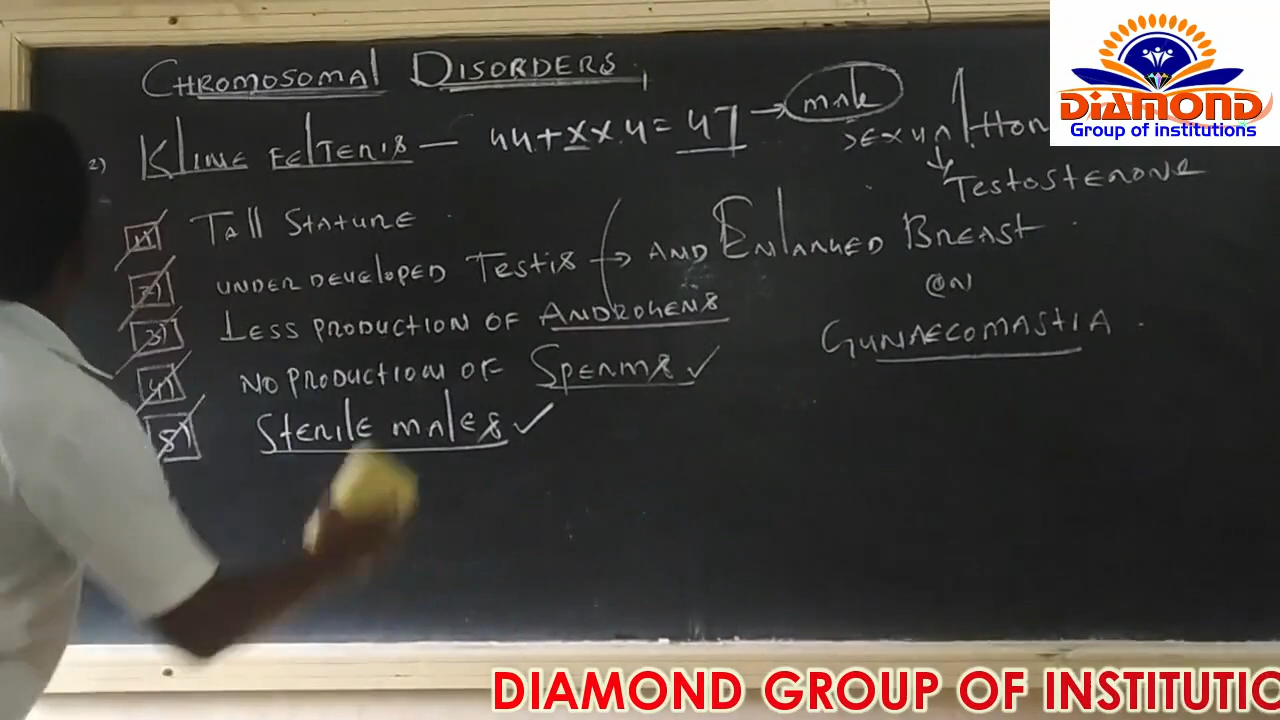 CHROMOSOMAL DISORDERS
2) KlINE FELTERIS — 44+XXY=47 → male
SEXUAL Hon
↓
TESTOSTERONE
1) TAll STATURE
2) UNDER DEVELOPED TESTIS → AND ENLARGED BREAST
3) LESS PRODUCTION OF ANDROGENS
(OR)
GYNAECOMASTIA
4) NO PRODUCTION OF SPERMS ✓
5) STERILE MALES ✓
DIAMOND
Group of institutions
DIAMOND GROUP OF INSTITUTIO